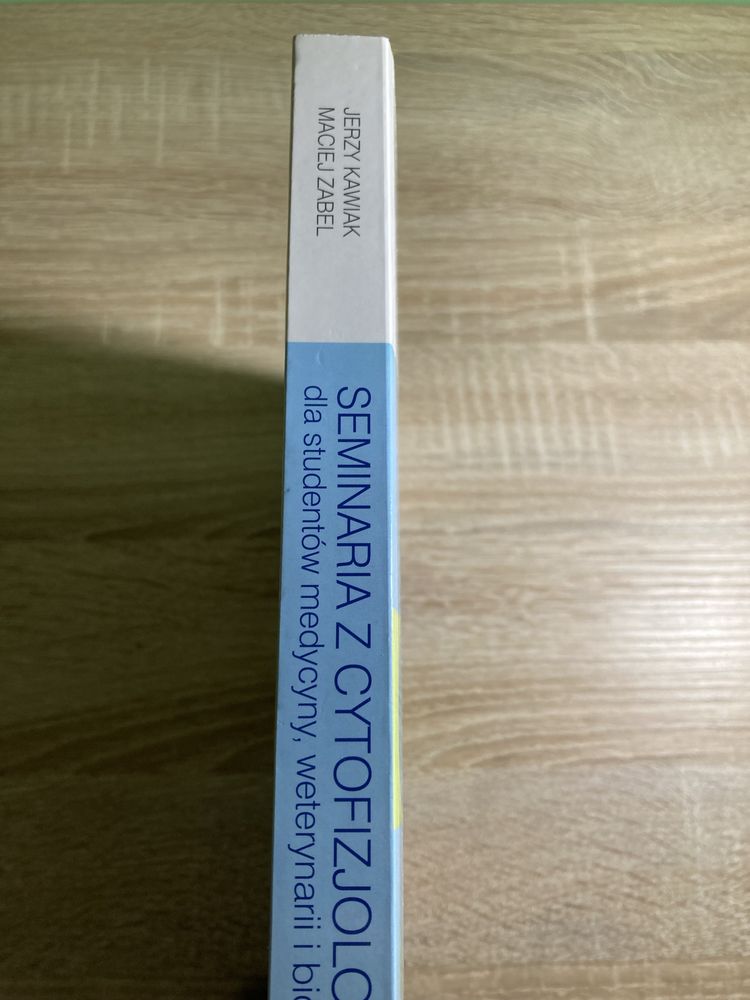 JERZY KAWIAK
MACIEJ ZABEL
SEMINARIA Z CYTOFIZJOLO
dla studentów medycyny, weterynarii i bio